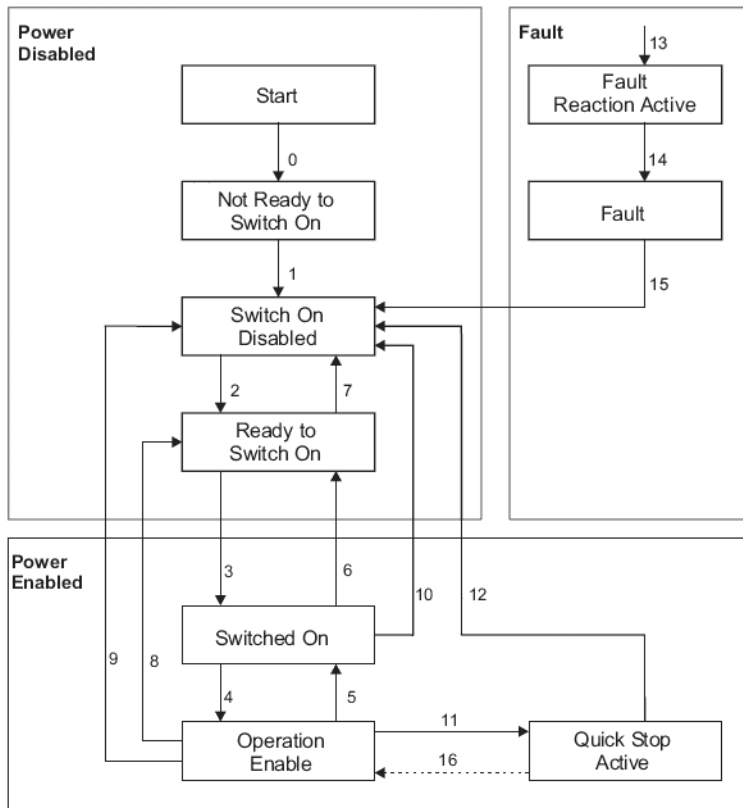 Power
Disabled
Start
0
Not Ready to
Switch On
1
Switch On
Disabled
2
7
Ready to
Switch On
Fault
13
Fault
Reaction Active
14
Fault
15
Power
Enabled
3
6
10
12
Switched On
9
8
4
5
11
Operation
Enable
16
Quick Stop
Active